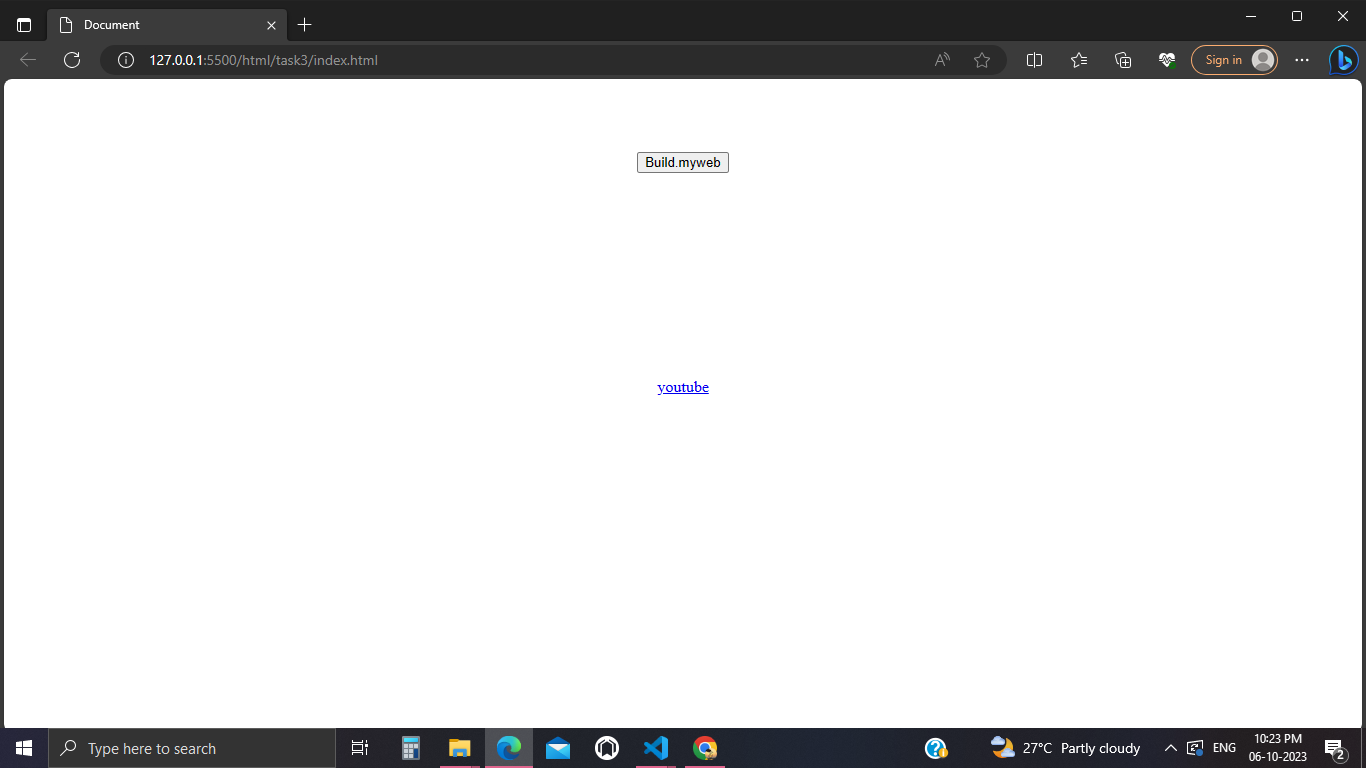 Document
127.0.0.1:5500/html/task3/index.html
Sign in
Build.myweb
youtube
Type here to search
27°C Partly cloudy
ENG
10:23 PM
06-10-2023
2